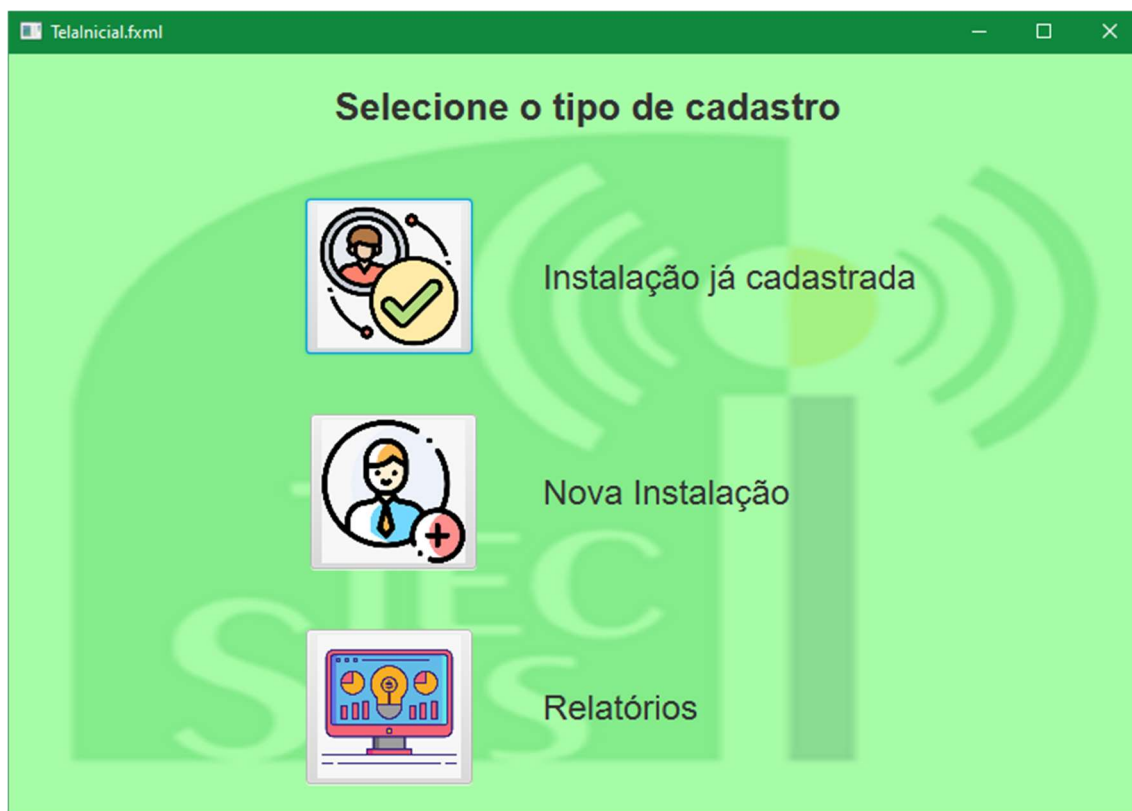 TelaInicial.fxml
Selecione o tipo de cadastro
Instalação já cadastrada
Nova Instalação
Relatórios